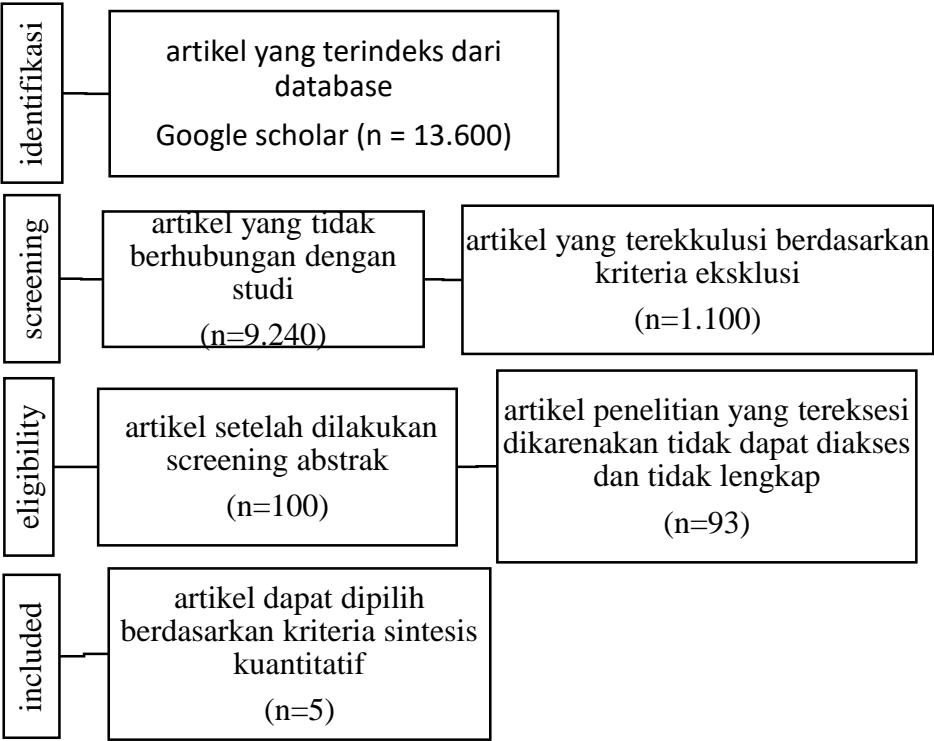 identifikasi
artikel yang terindeks dari
database
Google scholar (n = 13.600)
screening
artikel yang tidak
berhubungan dengan
studi
(n=9.240)
artikel yang terekkulusi berdasarkan
kriteria eksklusi
(n=1.100)
eligibility
artikel setelah dilakukan
screening abstrak
(n=100)
artikel penelitian yang tereksesi
dikarenakan tidak dapat diakses
dan tidak lengkap
(n=93)
included
artikel dapat dipilih
berdasarkan kriteria sintesis
kuantitatif
(n=5)